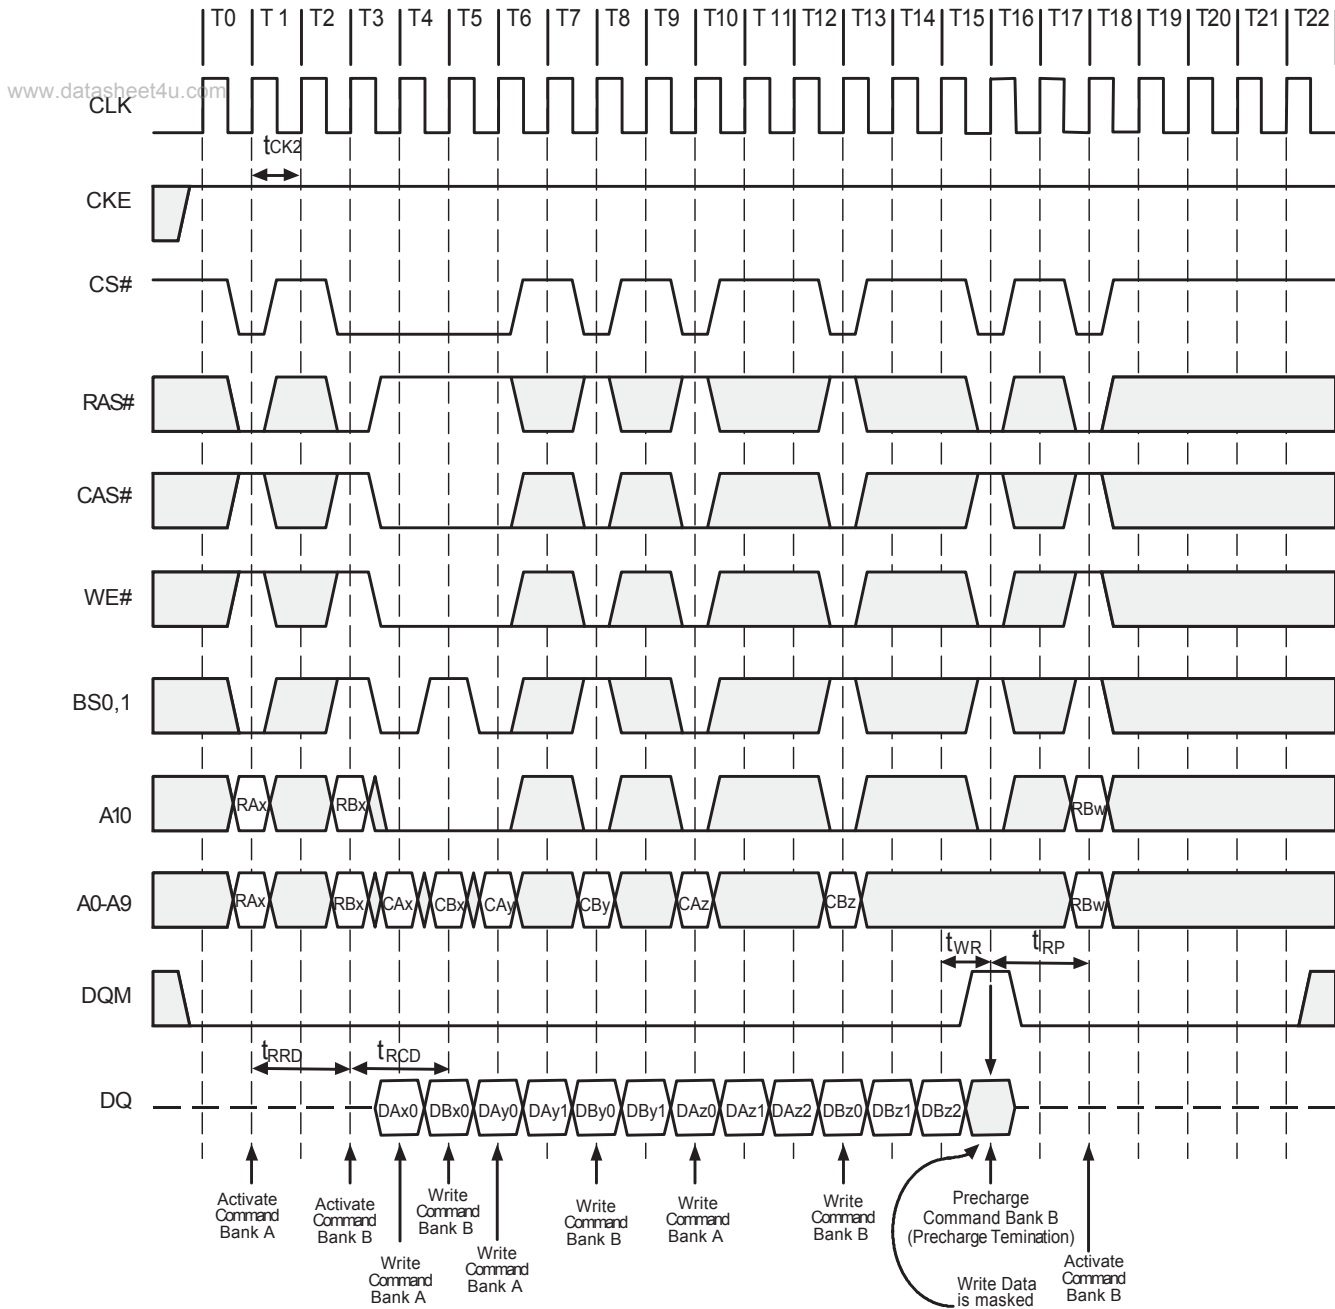 T0 T 1 T2 T3 T4 T5 T6 T7 T8 T9 T10 T 11 T12 T13 T14 T15 T16 T17 T18 T19 T20 T21 T22
www.datasheet4u.com
CLK
tCK2
CKE
CS#
RAS#
CAS#
WE#
BS0,1
A10
RAx RBx RBw
A0-A9
RAx RBx CAx CBx CAy CBy CAz CBz RBw
tWR tRP
DQM
tRRD tRCD
DQ
DAx0 DBx0 DAy0 DAy1 DBy0 DBy1 DAz0 DAz1 DAz2 DBz0 DBz1 DBz2
Activate
Command
Bank A
Activate
Command
Bank B
Write
Command
Bank A
Write
Command
Bank B
Write
Command
Bank A
Write
Command
Bank B
Write
Command
Bank A
Write
Command
Bank B
Precharge
Command Bank B
(Precharge Temination)
Write Data
is masked
Activate
Command
Bank B